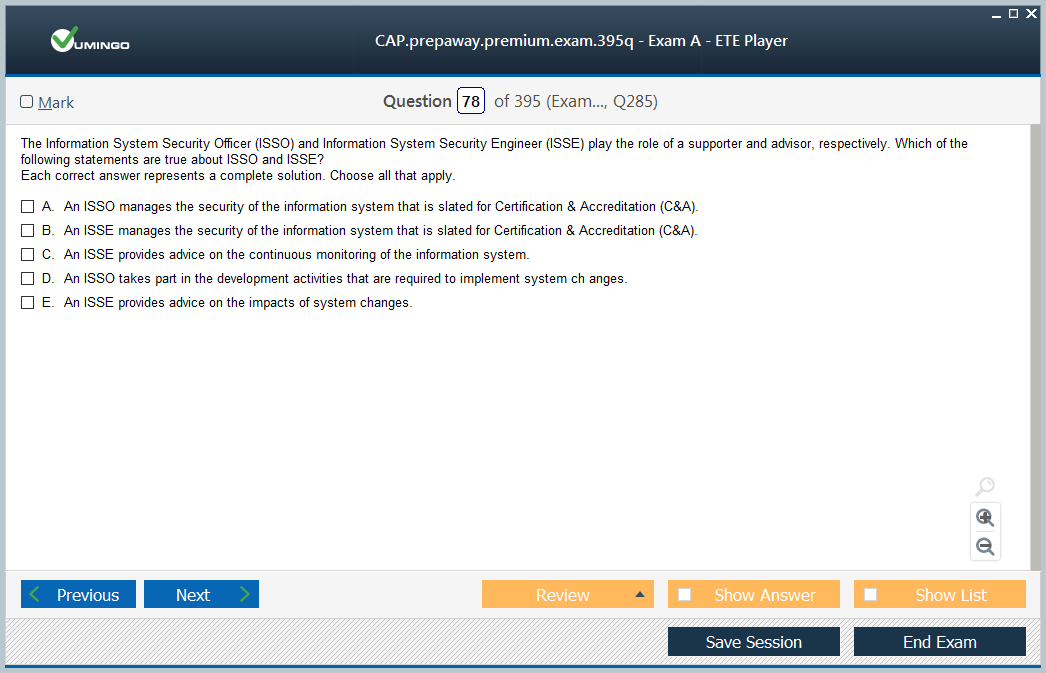 VUMINGO
CAP.prepaway.premium.exam.395q - Exam A - ETE Player
Mark
Question 78 of 395 (Exam..., Q285)
The Information System Security Officer (ISSO) and Information System Security Engineer (ISSE) play the role of a supporter and advisor, respectively. Which of the
following statements are true about ISSO and ISSE?
Each correct answer represents a complete solution. Choose all that apply.
A. An ISSO manages the security of the information system that is slated for Certification & Accreditation (C&A).
B. An ISSE manages the security of the information system that is slated for Certification & Accreditation (C&A).
C. An ISSE provides advice on the continuous monitoring of the information system.
D. An ISSO takes part in the development activities that are required to implement system ch anges.
E. An ISSE provides advice on the impacts of system changes.
Previous Next Review Show Answer Show List
Save Session End Exam